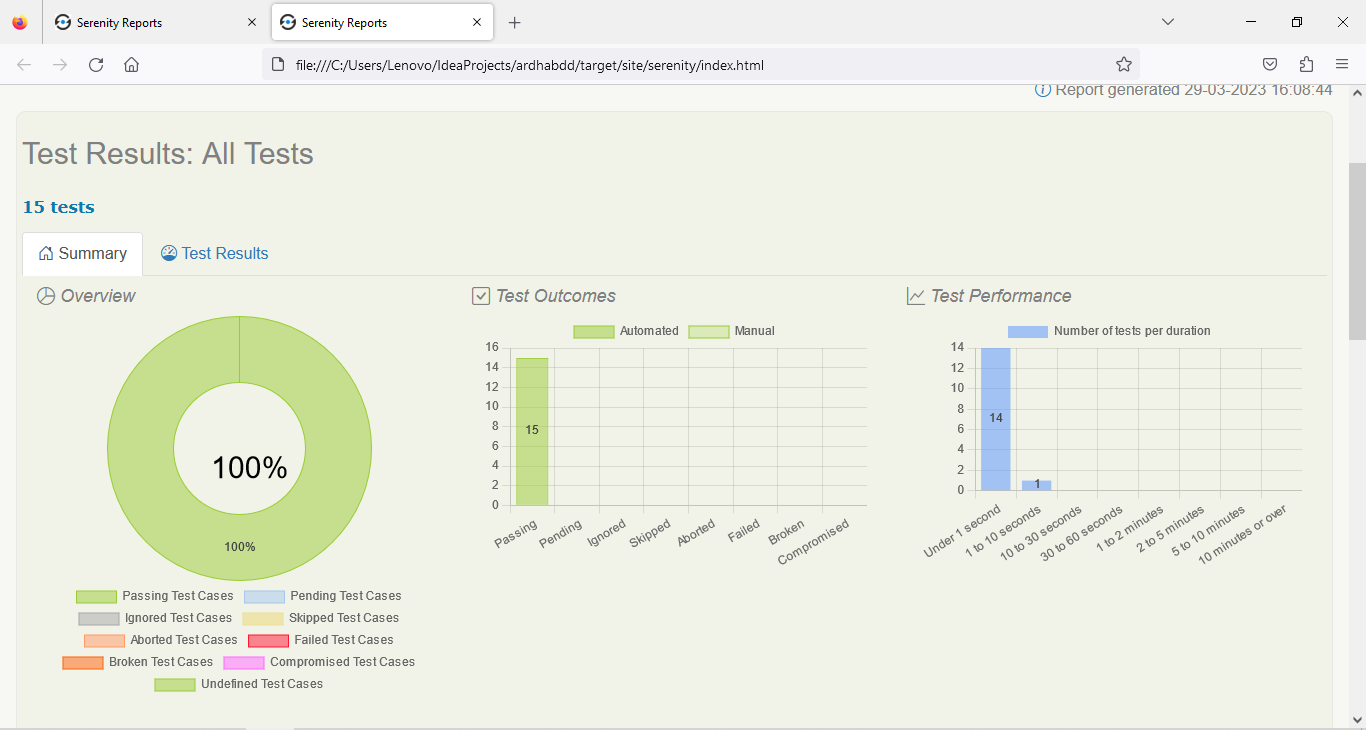 Serenity Reports
Serenity Reports
file:///C:/Users/Lenovo/IdeaProjects/ardhabdd/target/site/serenity/index.html
Report generated 29-03-2023 16:08:44
Test Results: All Tests
15 tests
Summary
Test Results
Overview
100%
100%
Passing Test Cases
Pending Test Cases
Ignored Test Cases
Skipped Test Cases
Aborted Test Cases
Failed Test Cases
Broken Test Cases
Compromised Test Cases
Undefined Test Cases
Test Outcomes
Automated
Manual
16
14
12
10
8
6
4
2
0
15
Passing
Pending
Ignored
Skipped
Aborted
Failed
Broken
Compromised
Test Performance
Number of tests per duration
14
12
10
8
6
4
2
0
14
1
Under 1 second
1 to 10 seconds
10 to 30 seconds
30 to 60 seconds
1 to 2 minutes
2 to 5 minutes
5 to 10 minutes
10 minutes or over